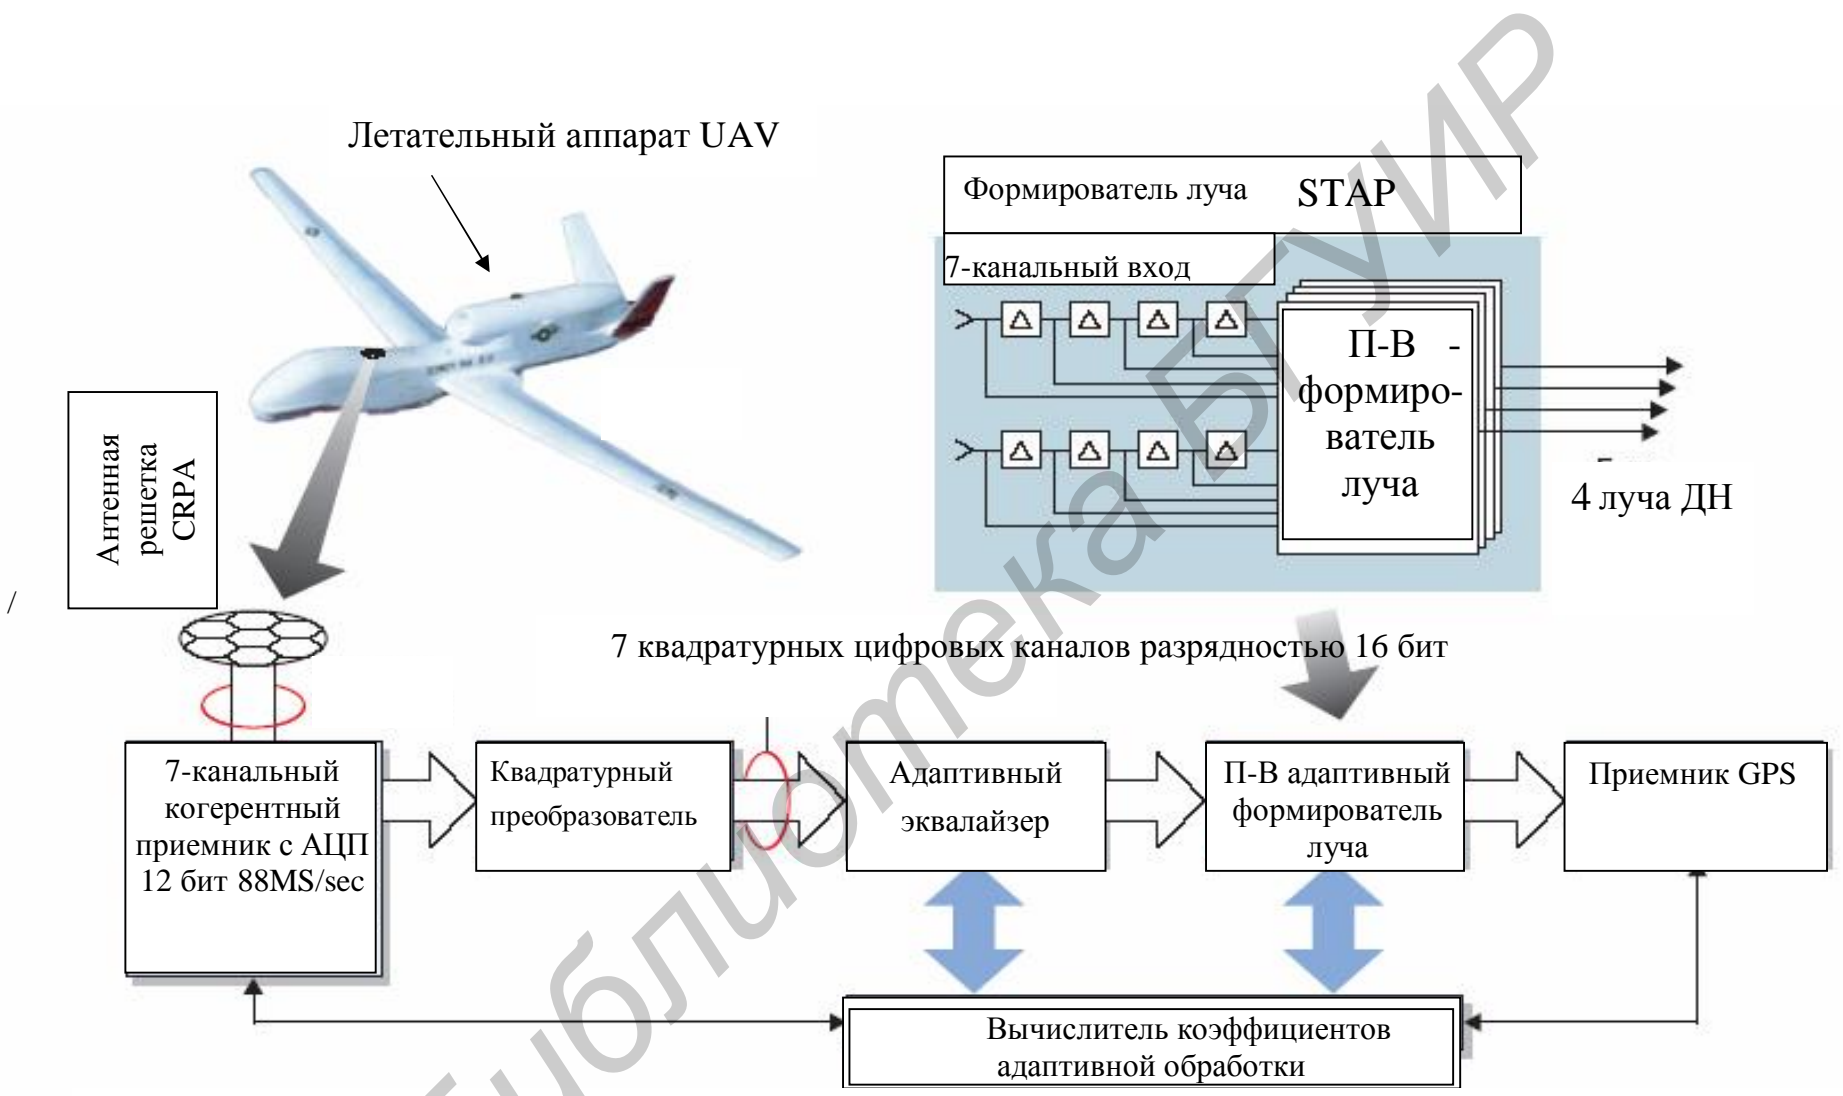 Летательный аппарат UAV
Формирователь луча STAP
7-канальный вход
П-В -
формиро-
ватель
луча
4 луча ДН
Антенная
решетка
CRPA
/
7 квадратурных цифровых каналов разрядностью 16 бит
7-канальный
когерентный
приемник с АЦП
12 бит 88MS/sec
Квадратурный
преобразователь
Адаптивный
эквалайзер
П-В адаптивный
формирователь
луча
Приемник GPS
Вычислитель коэффициентов
адаптивной обработки
Библиотека БГУИР